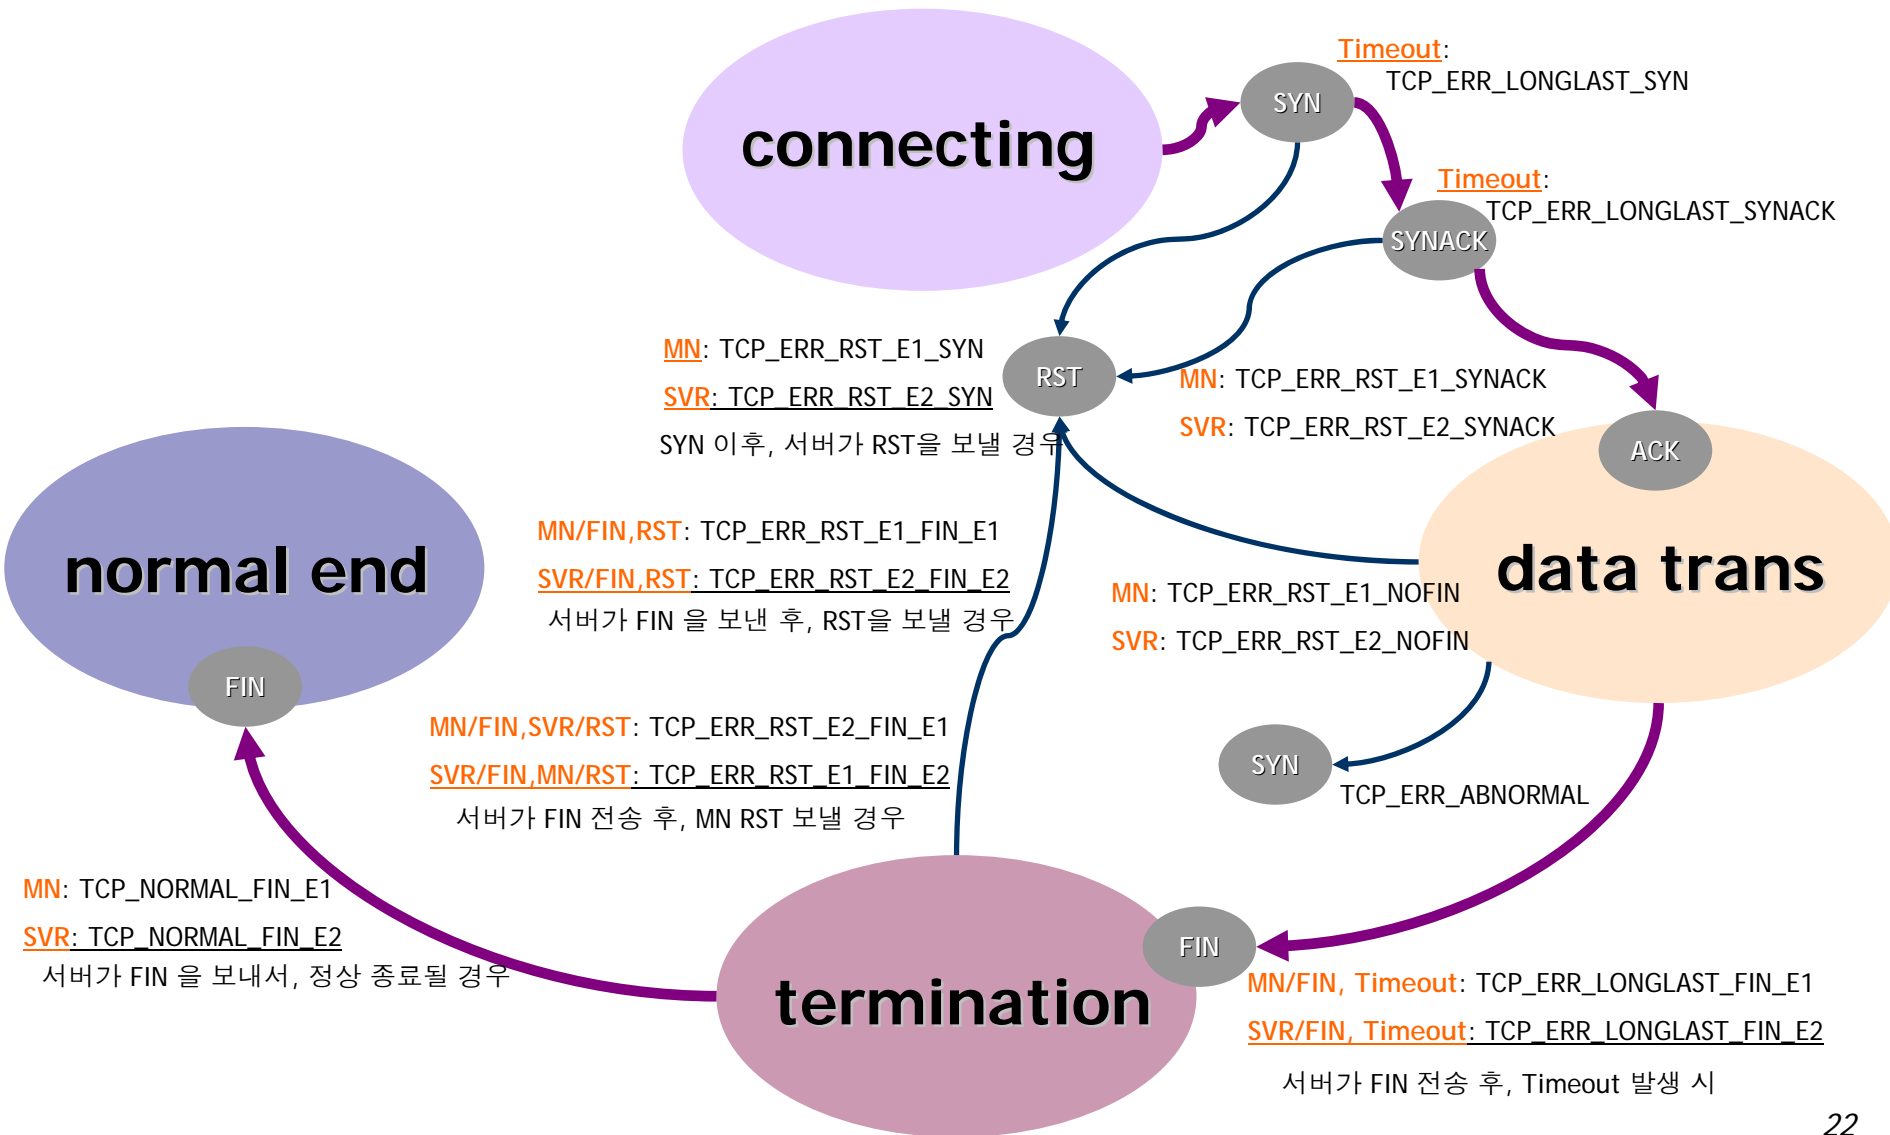 Timeout:
TCP_ERR_LONGLAST_SYN
SYN
connecting
Timeout:
TCP_ERR_LONGLAST_SYNACK
SYNACK
MN: TCP_ERR_RST_E1_SYN
SVR: TCP_ERR_RST_E2_SYN
SYN 이후, 서버가 RST을 보낼 경우
RST
MN: TCP_ERR_RST_E1_SYNACK
SVR: TCP_ERR_RST_E2_SYNACK
ACK
normal end
FIN
MN/FIN,RST: TCP_ERR_RST_E1_FIN_E1
SVR/FIN,RST: TCP_ERR_RST_E2_FIN_E2
서버가 FIN 을 보낸 후, RST을 보낼 경우
data trans
MN: TCP_ERR_RST_E1_NOFIN
SVR: TCP_ERR_RST_E2_NOFIN
MN/FIN,SVR/RST: TCP_ERR_RST_E2_FIN_E1
SVR/FIN,MN/RST: TCP_ERR_RST_E1_FIN_E2
서버가 FIN 전송 후, MN RST 보낼 경우
SYN
TCP_ERR_ABNORMAL
MN: TCP_NORMAL_FIN_E1
SVR: TCP_NORMAL_FIN_E2
서버가 FIN 을 보내서, 정상 종료될 경우
termination
FIN
MN/FIN, Timeout: TCP_ERR_LONGLAST_FIN_E1
SVR/FIN, Timeout: TCP_ERR_LONGLAST_FIN_E2
서버가 FIN 전송 후, Timeout 발생 시
22